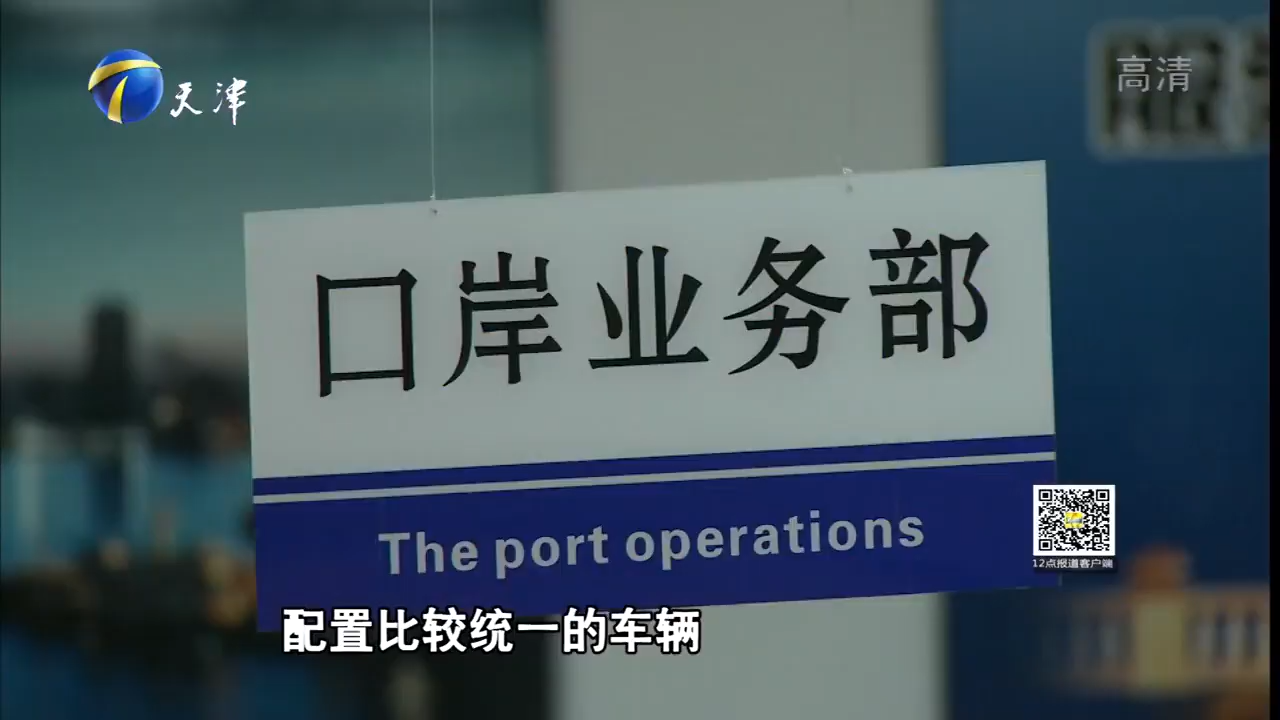 天津
高清
口岸业务部
The port operations
12点报道客户端
配置比较统一的车辆